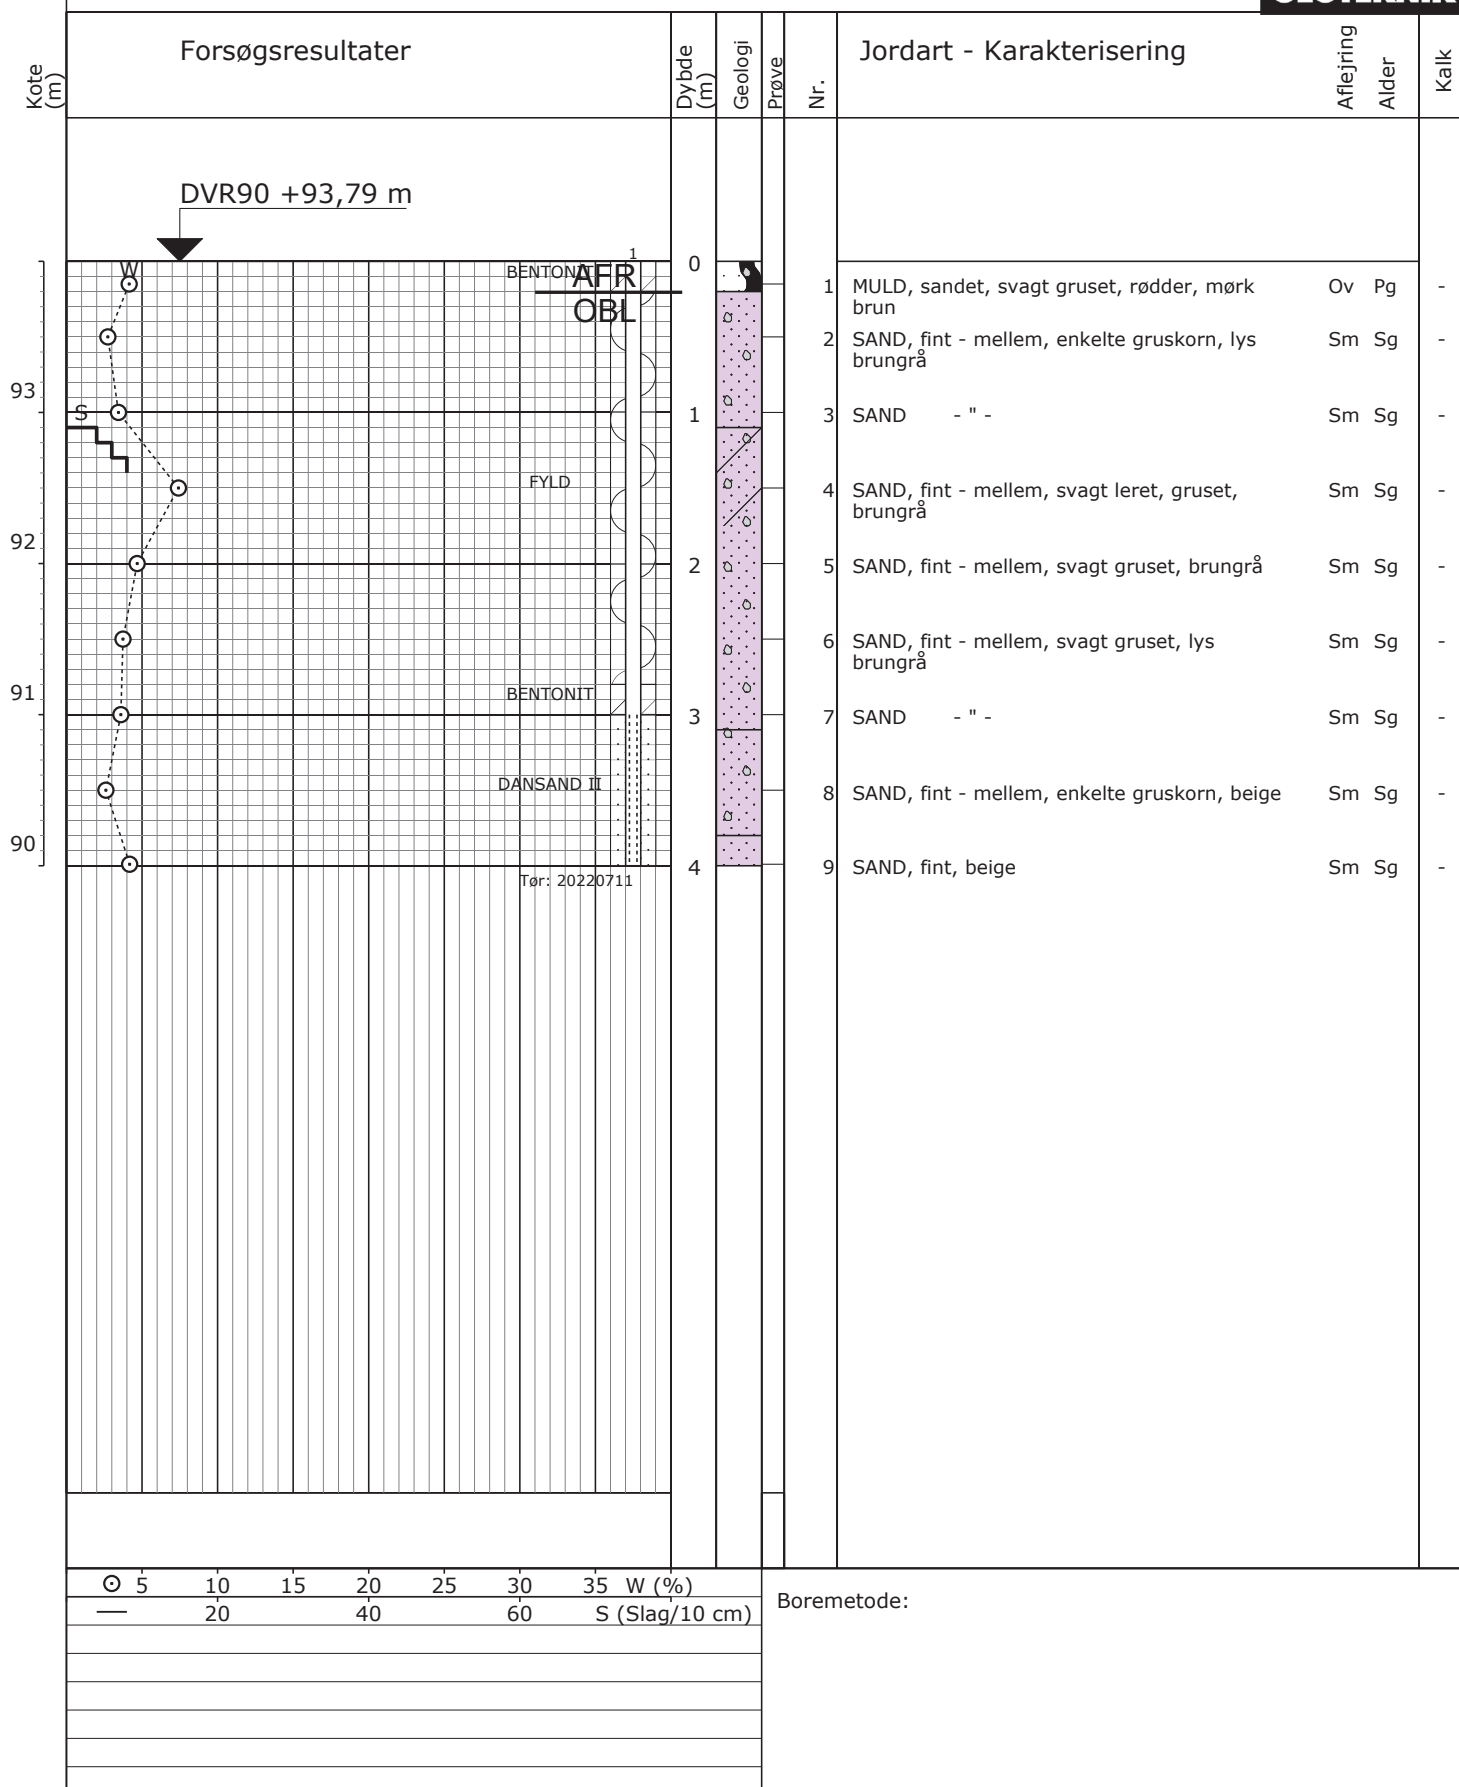 Kote (m)
Forsøgsresultater
Dybde (m)
Geologi
Prøve
Nr.
Jordart - Karakterisering
Aflejring
Alder
Kalk
DVR90 +93,79 m
W
BENTONIT
1
AFR
OBL
0
1 MULD, sandet, svagt gruset, rødder, mørk Ov Pg -
brun
2 SAND, fint - mellem, enkelte gruskorn, lys Sm Sg -
brungrå
93
S
1
3 SAND - " - Sm Sg -
FYLD
4 SAND, fint - mellem, svagt leret, gruset, Sm Sg -
brungrå
92
2
5 SAND, fint - mellem, svagt gruset, brungrå Sm Sg -
6 SAND, fint - mellem, svagt gruset, lys Sm Sg -
brungrå
91
BENTONIT
3
7 SAND - " - Sm Sg -
DANSAND II
8 SAND, fint - mellem, enkelte gruskorn, beige Sm Sg -
90
4
9 SAND, fint, beige Sm Sg -
Tør: 20220711
5 10 15 20 25 30 35 W (%)
20 40 60 S (Slag/10 cm)
Boremetode: